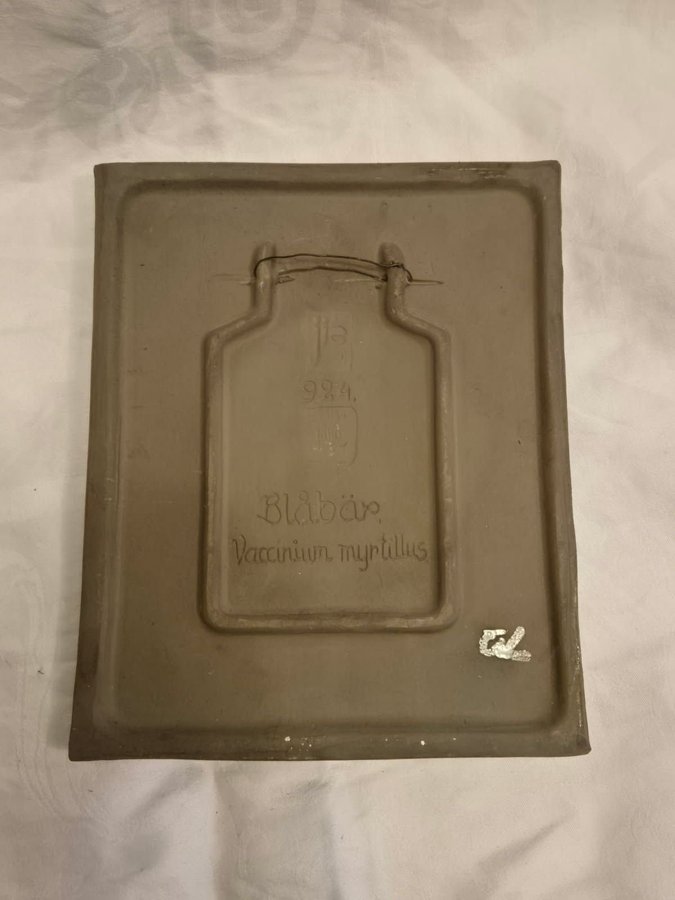 924.
Blåbär.
Vaccinium myrtillus